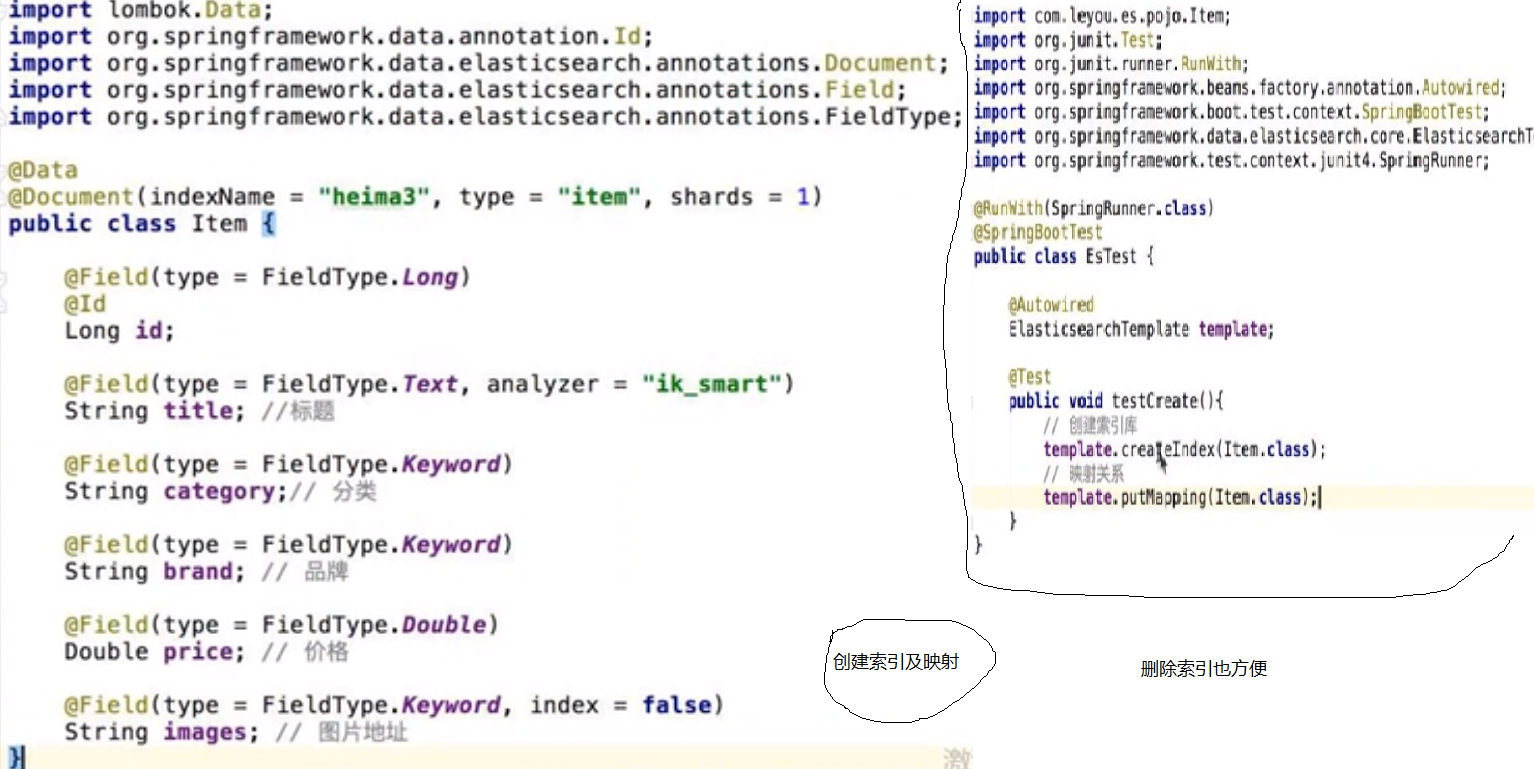 import lombok.Data;
import org.springframework.data.annotation.Id;
import org.springframework.data.elasticsearch.annotations.Document;
import org.springframework.data.elasticsearch.annotations.Field;
import org.springframework.data.elasticsearch.annotations.FieldType;
@Data
@Document(indexName = "heima3", type = "item", shards = 1)
public class Item {
@Field(type = FieldType.Long)
@Id
Long id;
@Field(type = FieldType.Text, analyzer = "ik_smart")
String title; //标题
@Field(type = FieldType.Keyword)
String category;// 分类
@Field(type = FieldType.Keyword)
String brand; // 品牌
@Field(type = FieldType.Double)
Double price; // 价格
@Field(type = FieldType.Keyword, index = false)
String images; // 图片地址
}
激
import com.leyou.es.pojo.Item;
import org.junit.Test;
import org.junit.runner.RunWith;
import org.springframework.beans.factory.annotation.Autowired;
import org.springframework.boot.test.context.SpringBootTest;
import org.springframework.data.elasticsearch.core.ElasticsearchT
import org.springframework.test.context.junit4.SpringRunner;
@RunWith(SpringRunner.class)
@SpringBootTest
public class EsTest {
@Autowired
ElasticsearchTemplate template;
@Test
public void testCreate(){
// 创建索引库
template.createIndex(Item.class);
// 映射关系
template.putMapping(Item.class);
}
}
创建索引及映射
删除索引也方便